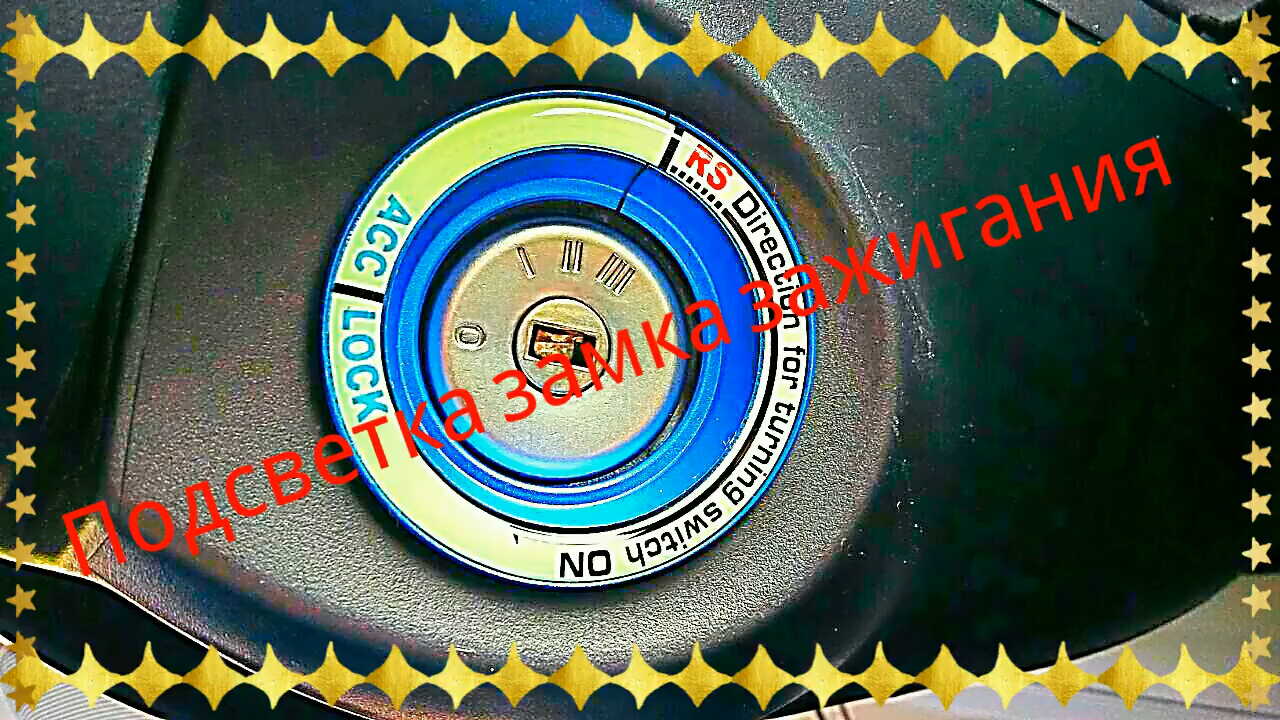 Подсветка замка зажигания
RS Direction for turning switch ON
ACC
LOCK
0 I II III